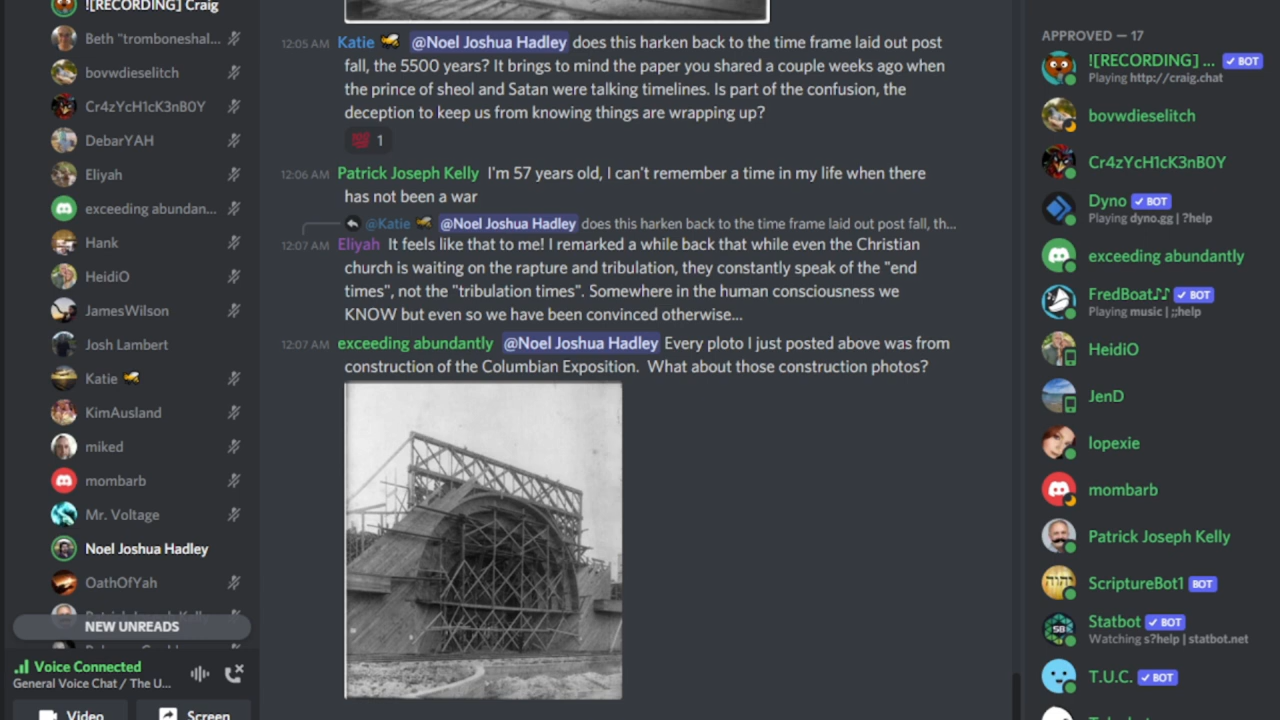 ![RECORDING] Craig
Beth "tromboneshal...
bovwdieselitch
Cr4zYcH1cK3nB0Y
DebarYAH
Eliyah
exceeding abundan...
Hank
HeidiO
JamesWilson
Josh Lambert
Katie
KimAusland
miked
mombarb
Mr. Voltage
Noel Joshua Hadley
OathOfYah
NEW UNREADS
Voice Connected
General Voice Chat / The U...
Video
Screen
12:05 AM Katie @Noel Joshua Hadley does this harken back to the time frame laid out post
fall, the 5500 years? It brings to mind the paper you shared a couple weeks ago when
the prince of sheol and Satan were talking timelines. Is part of the confusion, the
deception to keep us from knowing things are wrapping up?
1
12:06 AM Patrick Joseph Kelly I'm 57 years old, I can't remember a time in my life when there
has not been a war
@Katie @Noel Joshua Hadley does this harken back to the time frame laid out post fall, th...
12:07 AM Eliyah It feels like that to me! I remarked a while back that while even the Christian
church is waiting on the rapture and tribulation, they constantly speak of the "end
times", not the "tribulation times". Somewhere in the human consciousness we
KNOW but even so we have been convinced otherwise...
12:07 AM exceeding abundantly @Noel Joshua Hadley Every ploto I just posted above was from
construction of the Columbian Exposition. What about those construction photos?
APPROVED — 17
![RECORDING] ... ✓ BOT
Playing http://craig.chat
bovwdieselitch
Cr4zYcH1cK3nB0Y
Dyno ✓ BOT
Playing dyno.gg | ?help
exceeding abundantly
FredBoat♪♪ ✓ BOT
Playing music | ;;help
HeidiO
JenD
lopexie
mombarb
Patrick Joseph Kelly
ScriptureBot1 BOT
Statbot ✓ BOT
Watching s?help | statbot.net
T.U.C. ✓ BOT